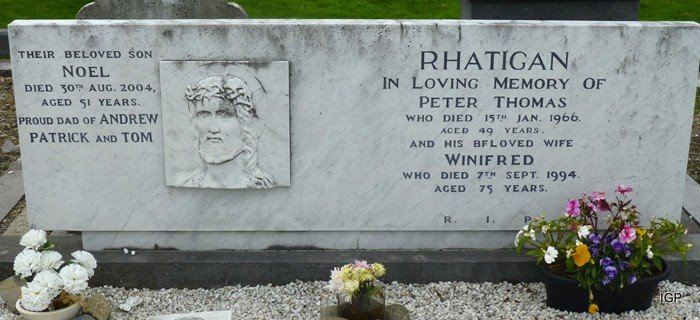 THEIR BELOVED SON
NOEL
DIED 30TH AUG. 2004,
AGED 51 YEARS.
PROUD DAD OF ANDREW
PATRICK AND TOM
RHATIGAN
IN LOVING MEMORY OF
PETER THOMAS
WHO DIED 15TH JAN. 1966.
AGED 49 YEARS.
AND HIS BELOVED WIFE
WINIFRED
WHO DIED 7TH SEPT. 1994.
AGED 75 YEARS.
R. I. P.
IGP